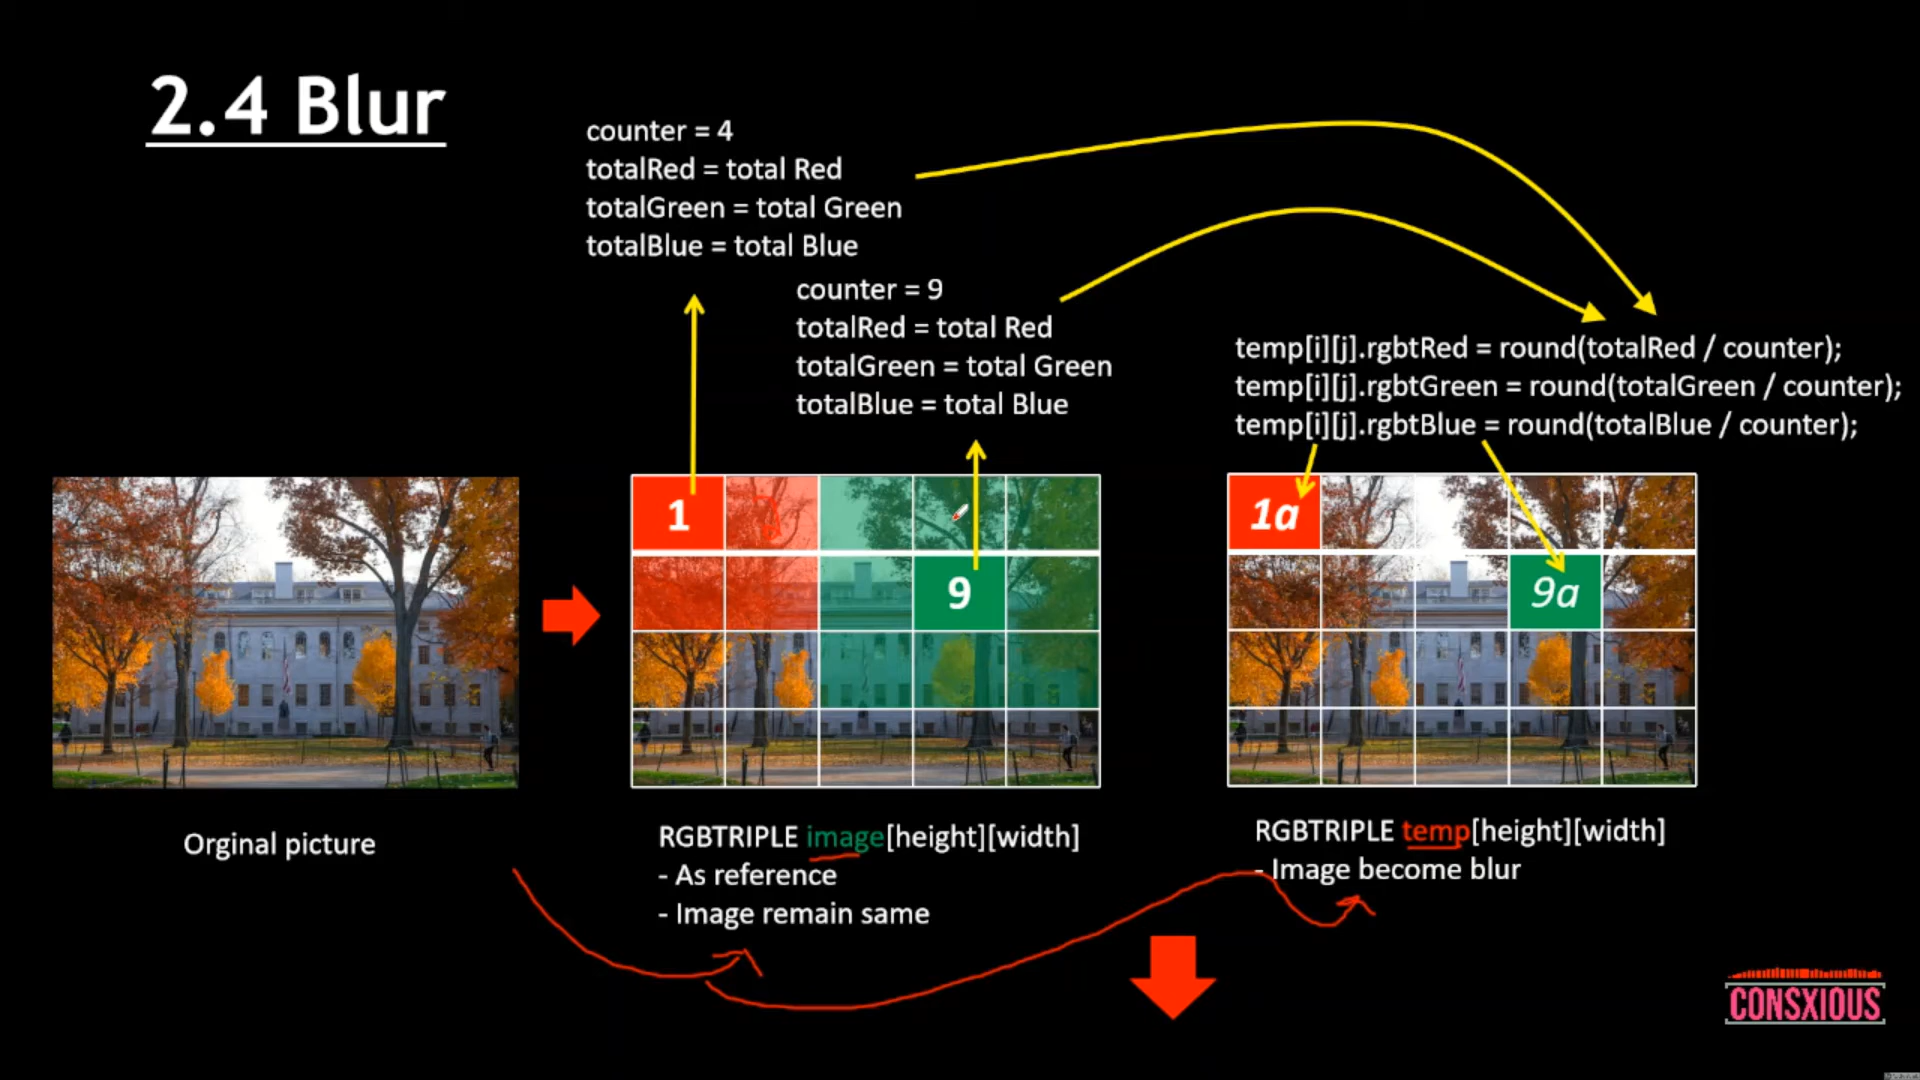 2.4 Blur
counter = 4
totalRed = total Red
totalGreen = total Green
totalBlue = total Blue
counter = 9
totalRed = total Red
totalGreen = total Green
totalBlue = total Blue
temp[i][j].rgbtRed = round(totalRed / counter);
temp[i][j].rgbtGreen = round(totalGreen / counter);
temp[i][j].rgbtBlue = round(totalBlue / counter);
1
9
1a
9a
Orginal picture
RGBTRIPLE image[height][width]
- As reference
- Image remain same
RGBTRIPLE temp[height][width]
- Image become blur
CONSXIOUS